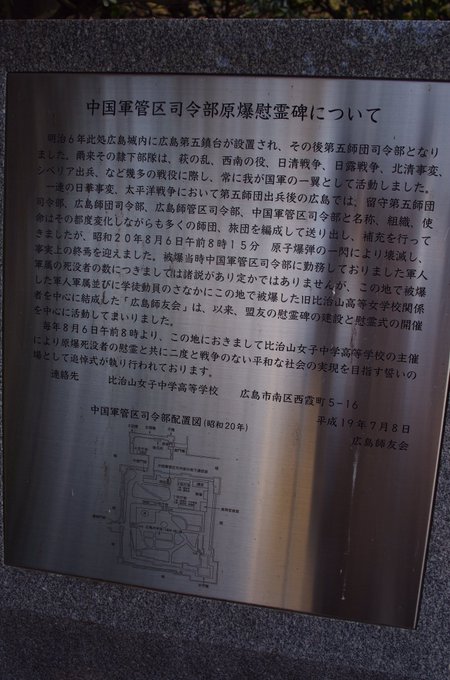 中国軍管区司令部原爆慰霊碑について
明治6年此処広島城内に広島第五鎮台が設置され、その後第五師団司令部となり
ました。爾来その隷下部隊は、萩の乱、西南の役、日清戦争、日露戦争、北清事変、
シベリア出兵、など幾多の戦役に際し、常に我が国軍の一翼として活動しました。
一連の日華事変、太平洋戦争において第五師団出兵後の広島では、留守第五師団
司令部、広島師団司令部、広島師管区司令部、中国軍管区司令部と名称、組織、使
命はその都度変化しながらも多くの師団、旅団を編成して送り出し、補充を行って
きましたが、昭和20年8月6日午前8時15分 原子爆弾の一閃により壊滅し、
事実上の終焉を迎えました。被爆当時中国軍管区司令部に勤務しておりました軍人
軍属の死没者の数につきましては諸説があり定かではありませんが、この地で被爆
した軍人軍属並びに学徒動員のさなかにこの地で被爆した旧比治山高等女学校関係
者を中心に結成した「広島師友会」は、以来、盟友の慰霊碑の建設と慰霊式の開催
を中心に活動してまいりました。
毎年8月6日午前8時より、この地におきまして比治山女子中学高等学校の主催
により原爆死没者の慰霊と共に二度と戦争のない平和な社会の実現を目指す誓いの
場として追悼式が執り行われております。
連絡先 比治山女子中学高等学校 広島市南区西霞町5-16
平成19年7月8日
広島師友会
中国軍管区司令部配置図(昭和20年)